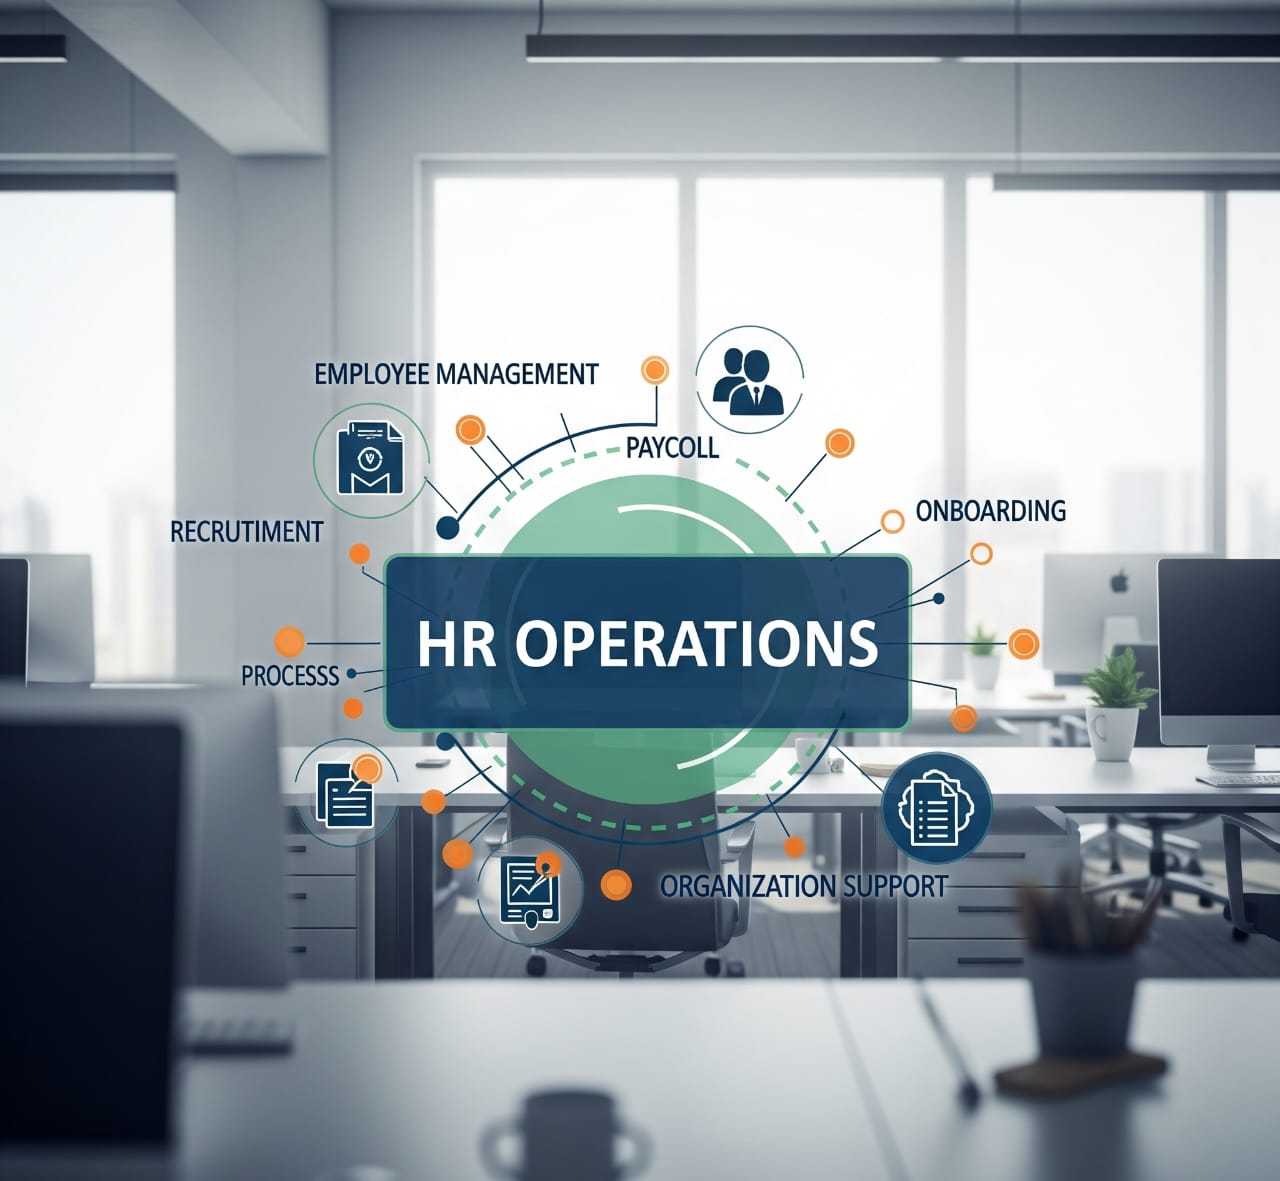 EMPLOYEE MANAGEMENT
PAYCOLL
ONBOARDING
RECRUTIMENT
HR OPERATIONS
PROCESSS
ORGANIZATION SUPPORT